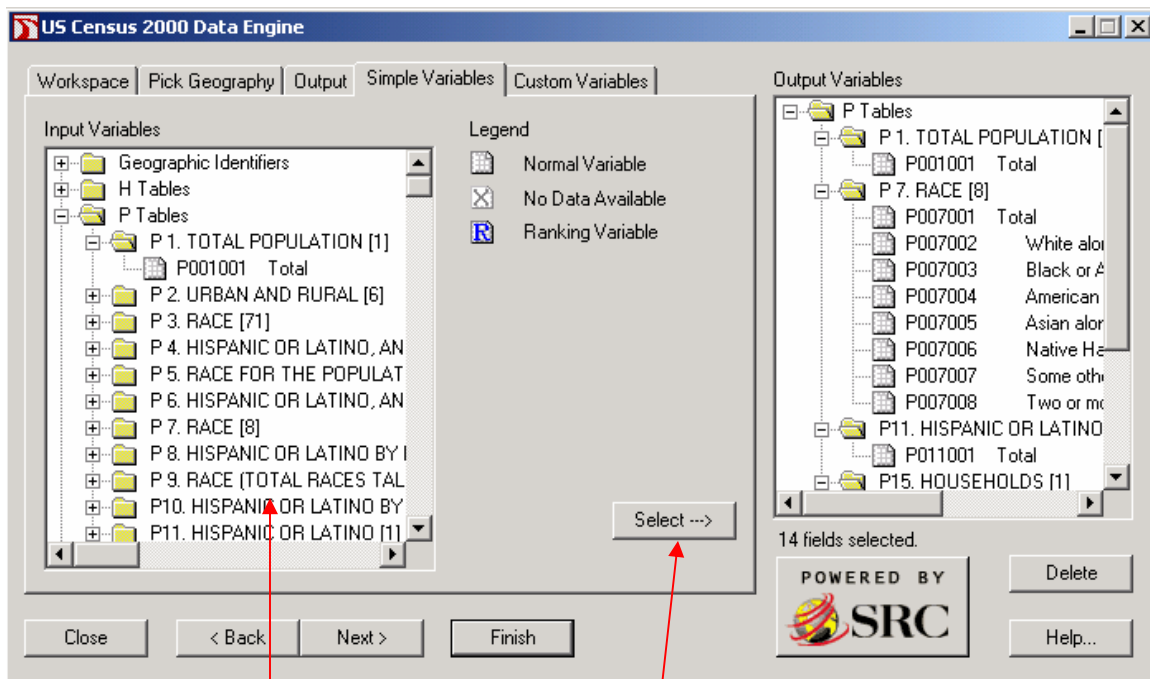 US Census 2000 Data Engine
Workspace
Pick Geography
Output
Simple Variables
Custom Variables
Input Variables
Geographic Identifiers
H Tables
P Tables
P 1. TOTAL POPULATION [1]
P001001 Total
P 2. URBAN AND RURAL [6]
P 3. RACE [71]
P 4. HISPANIC OR LATINO, AN
P 5. RACE FOR THE POPULAT
P 6. HISPANIC OR LATINO, AN
P 7. RACE [8]
P 8. HISPANIC OR LATINO BY
P 9. RACE (TOTAL RACES TAL
P10. HISPANIC OR LATINO BY
P11. HISPANIC OR LATINO [1]
Legend
Normal Variable
No Data Available
R Ranking Variable
Select --->
Output Variables
P Tables
P 1. TOTAL POPULATION [
P001001 Total
P 7. RACE [8]
P007001 Total
P007002 White alo
P007003 Black or A
P007004 American
P007005 Asian alor
P007006 Native Ha
P007007 Some oth
P007008 Two or mo
P11. HISPANIC OR LATINO
P011001 Total
P15. HOUSEHOLDS [1]
14 fields selected.
POWERED BY
SRC
Delete
Help...
Close
< Back
Next >
Finish